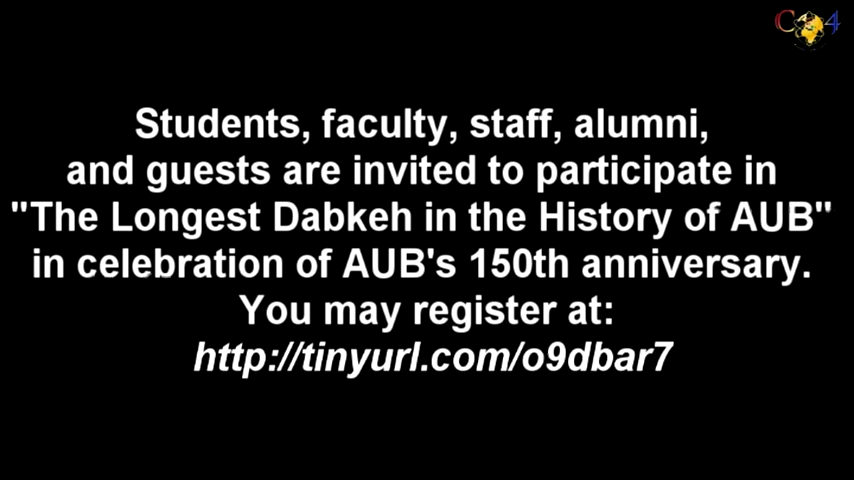 C 4
Students, faculty, staff, alumni,
and guests are invited to participate in
"The Longest Dabkeh in the History of AUB"
in celebration of AUB's 150th anniversary.
You may register at:
http://tinyurl.com/o9dbar7